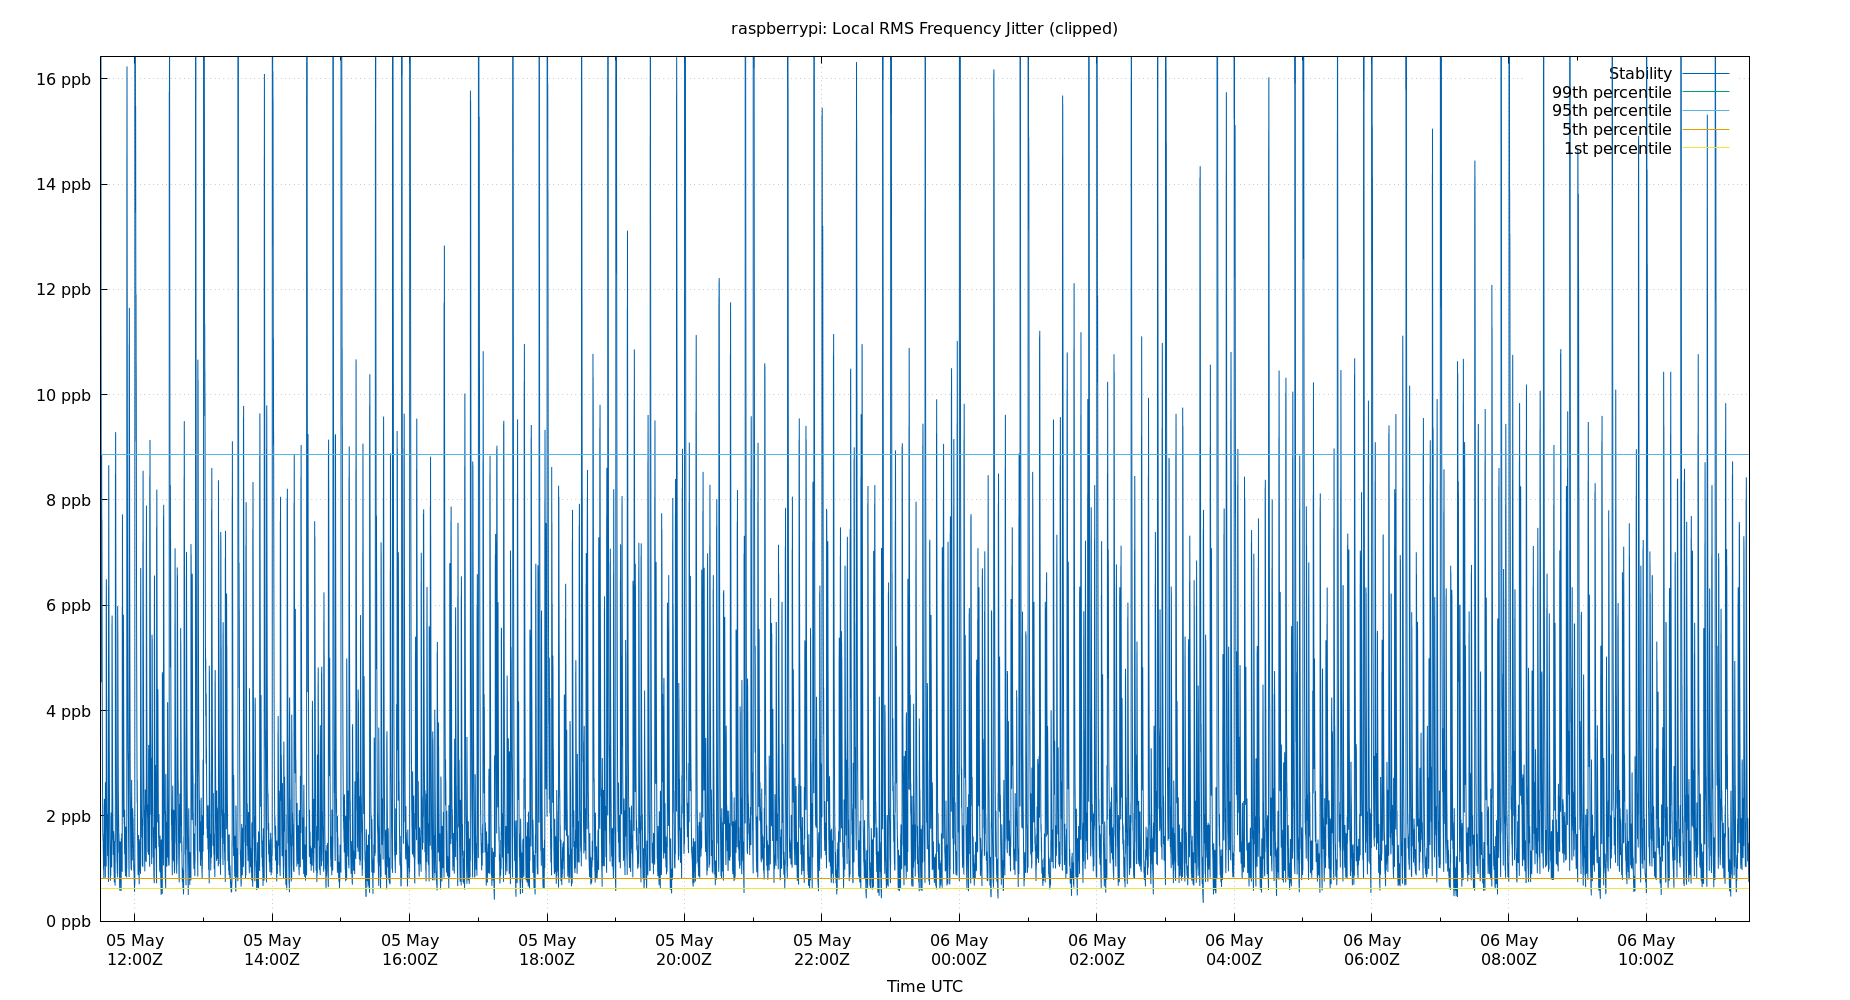 raspberrypi: Local RMS Frequency Jitter (clipped)
16 ppb
14 ppb
12 ppb
10 ppb
8 ppb
6 ppb
4 ppb
2 ppb
0 ppb
Stability
99th percentile
95th percentile
5th percentile
1st percentile
05 May 05 May 05 May 05 May 05 May 05 May 06 May 06 May 06 May 06 May 06 May 06 May
12:00Z 14:00Z 16:00Z 18:00Z 20:00Z 22:00Z 00:00Z 02:00Z 04:00Z 06:00Z 08:00Z 10:00Z
Time UTC